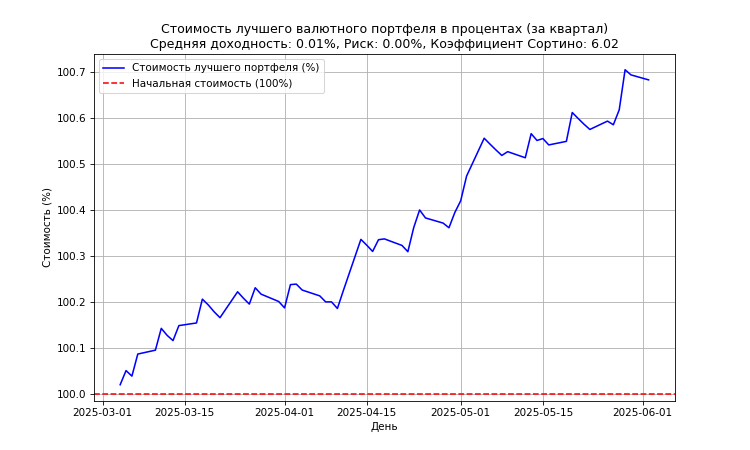 Стоимость лучшего валютного портфеля в процентах (за квартал)
Средняя доходность: 0.01%, Риск: 0.00%, Коэффициент Сортино: 6.02
Стоимость лучшего портфеля (%)
Начальная стоимость (100%)
Стоимость (%)
100.7
100.6
100.5
100.4
100.3
100.2
100.1
100.0
2025-03-01
2025-03-15
2025-04-01
2025-04-15
2025-05-01
2025-05-15
2025-06-01
День